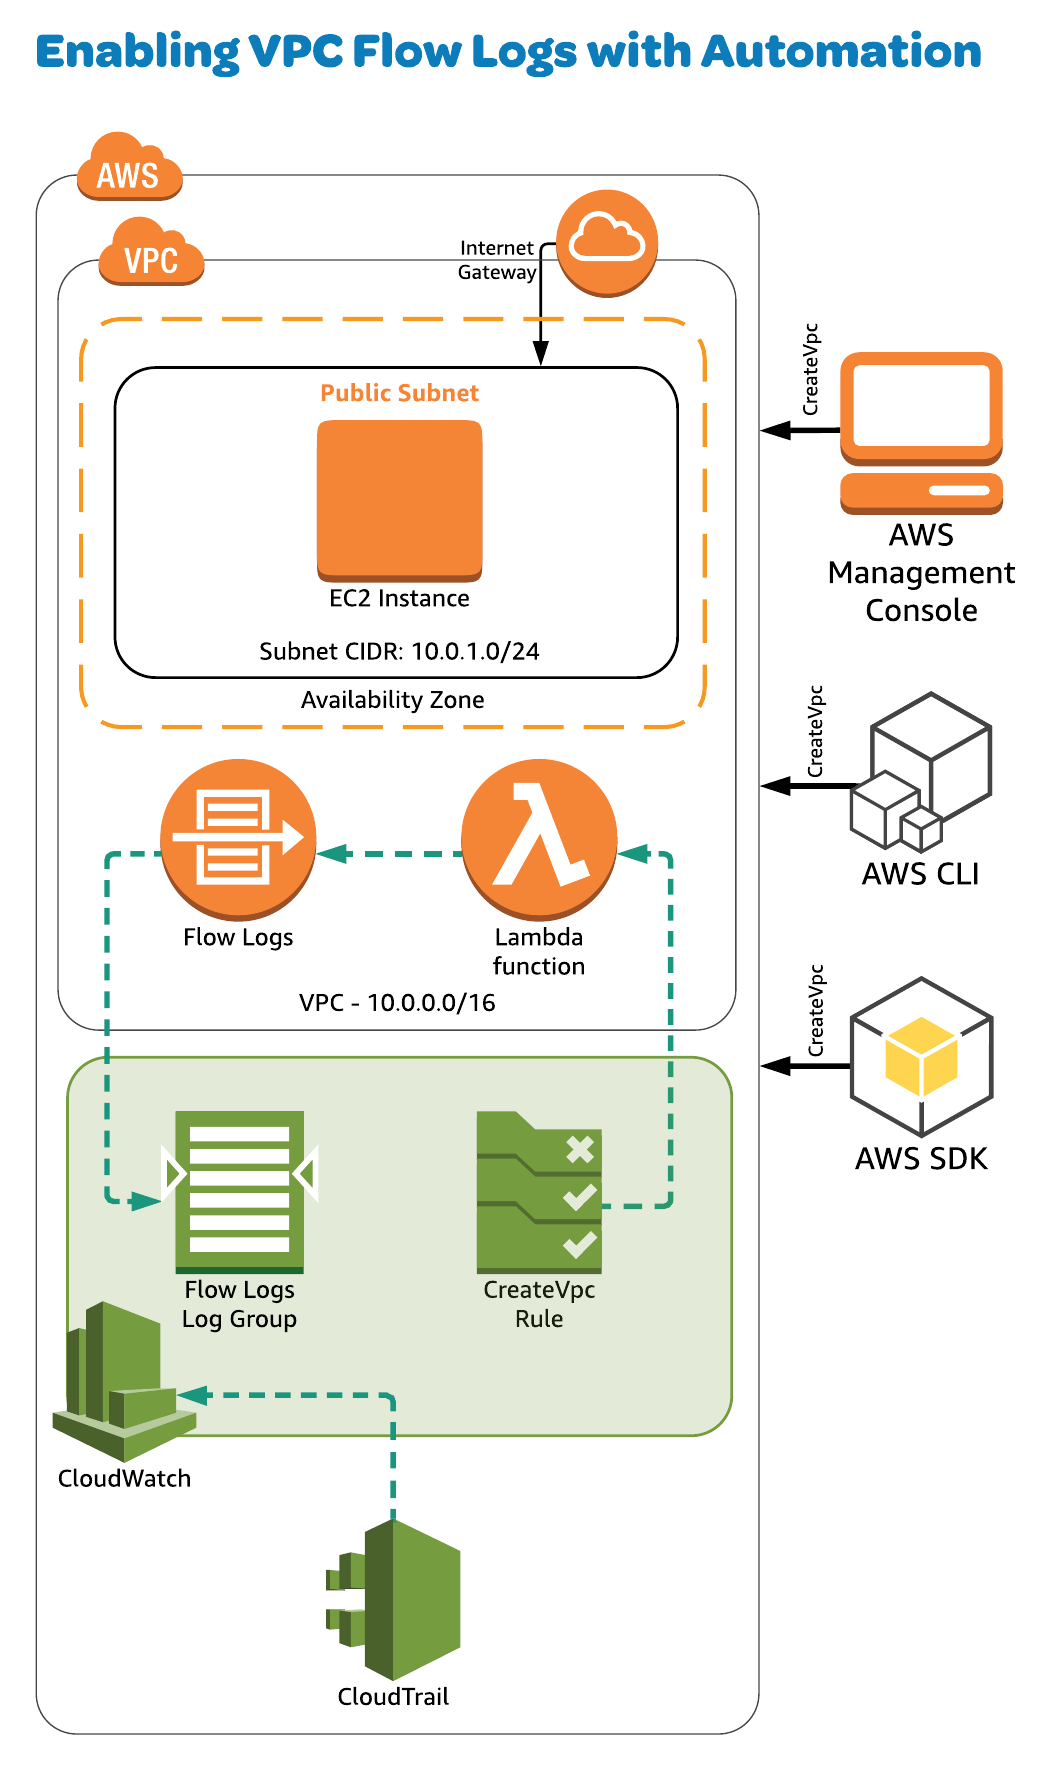 Enabling VPC Flow Logs with Automation
AWS
VPC
Internet
Gateway
Public Subnet
EC2 Instance
Subnet CIDR: 10.0.1.0/24
Availability Zone
Flow Logs
Lambda
function
VPC - 10.0.0.0/16
Flow Logs
Log Group
CreateVpc
Rule
CloudWatch
CloudTrail
CreateVpc
AWS
Management
Console
CreateVpc
AWS CLI
CreateVpc
AWS SDK